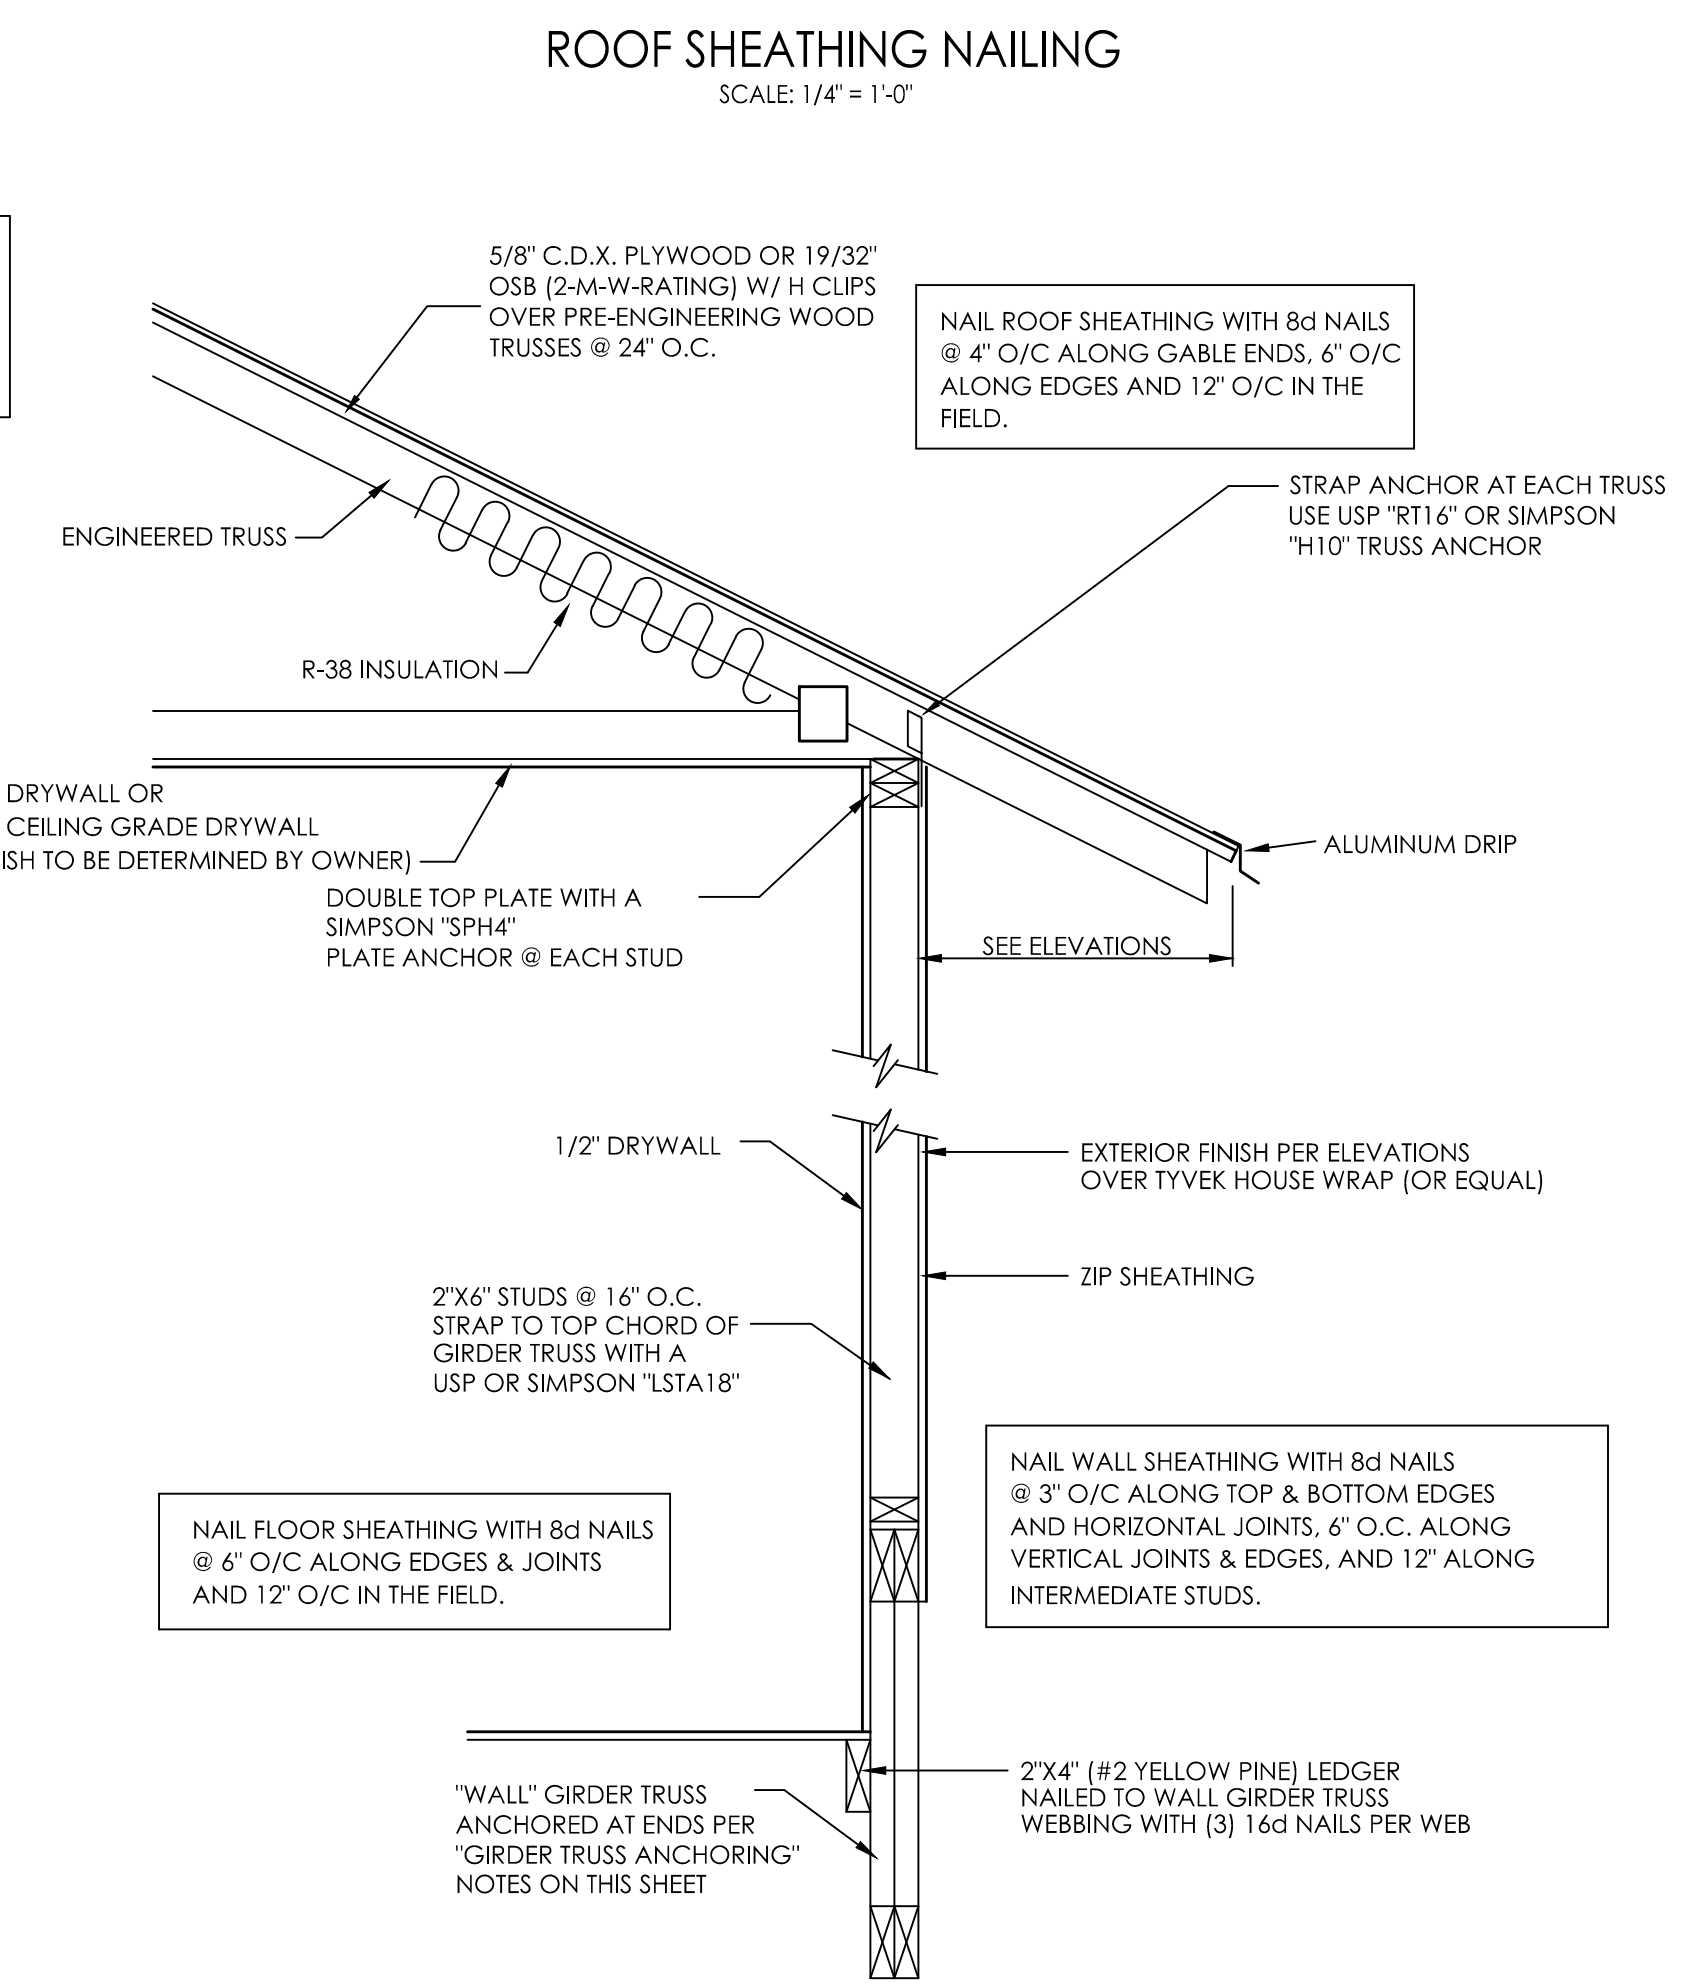 ROOF SHEATHING NAILING
SCALE: 1/4" = 1'-0"
5/8" C.D.X. PLYWOOD OR 19/32"
OSB (2-M-W-RATING) W/ H CLIPS
OVER PRE-ENGINEERING WOOD
TRUSSES @ 24" O.C.
NAIL ROOF SHEATHING WITH 8d NAILS
@ 4" O/C ALONG GABLE ENDS, 6" O/C
ALONG EDGES AND 12" O/C IN THE
FIELD.
STRAP ANCHOR AT EACH TRUSS
USE USP "RT16" OR SIMPSON
"H10" TRUSS ANCHOR
ENGINEERED TRUSS
R-38 INSULATION
DRYWALL OR
CEILING GRADE DRYWALL
ISH TO BE DETERMINED BY OWNER)
ALUMINUM DRIP
DOUBLE TOP PLATE WITH A
SIMPSON "SPH4"
PLATE ANCHOR @ EACH STUD
SEE ELEVATIONS
1/2" DRYWALL
EXTERIOR FINISH PER ELEVATIONS
OVER TYVEK HOUSE WRAP (OR EQUAL)
ZIP SHEATHING
2"X6" STUDS @ 16" O.C.
STRAP TO TOP CHORD OF
GIRDER TRUSS WITH A
USP OR SIMPSON "LSTA18"
NAIL WALL SHEATHING WITH 8d NAILS
@ 3" O/C ALONG TOP & BOTTOM EDGES
AND HORIZONTAL JOINTS, 6" O.C. ALONG
VERTICAL JOINTS & EDGES, AND 12" ALONG
INTERMEDIATE STUDS.
NAIL FLOOR SHEATHING WITH 8d NAILS
@ 6" O/C ALONG EDGES & JOINTS
AND 12" O/C IN THE FIELD.
2"X4" (#2 YELLOW PINE) LEDGER
NAILED TO WALL GIRDER TRUSS
WEBBING WITH (3) 16d NAILS PER WEB
"WALL" GIRDER TRUSS
ANCHORED AT ENDS PER
"GIRDER TRUSS ANCHORING"
NOTES ON THIS SHEET